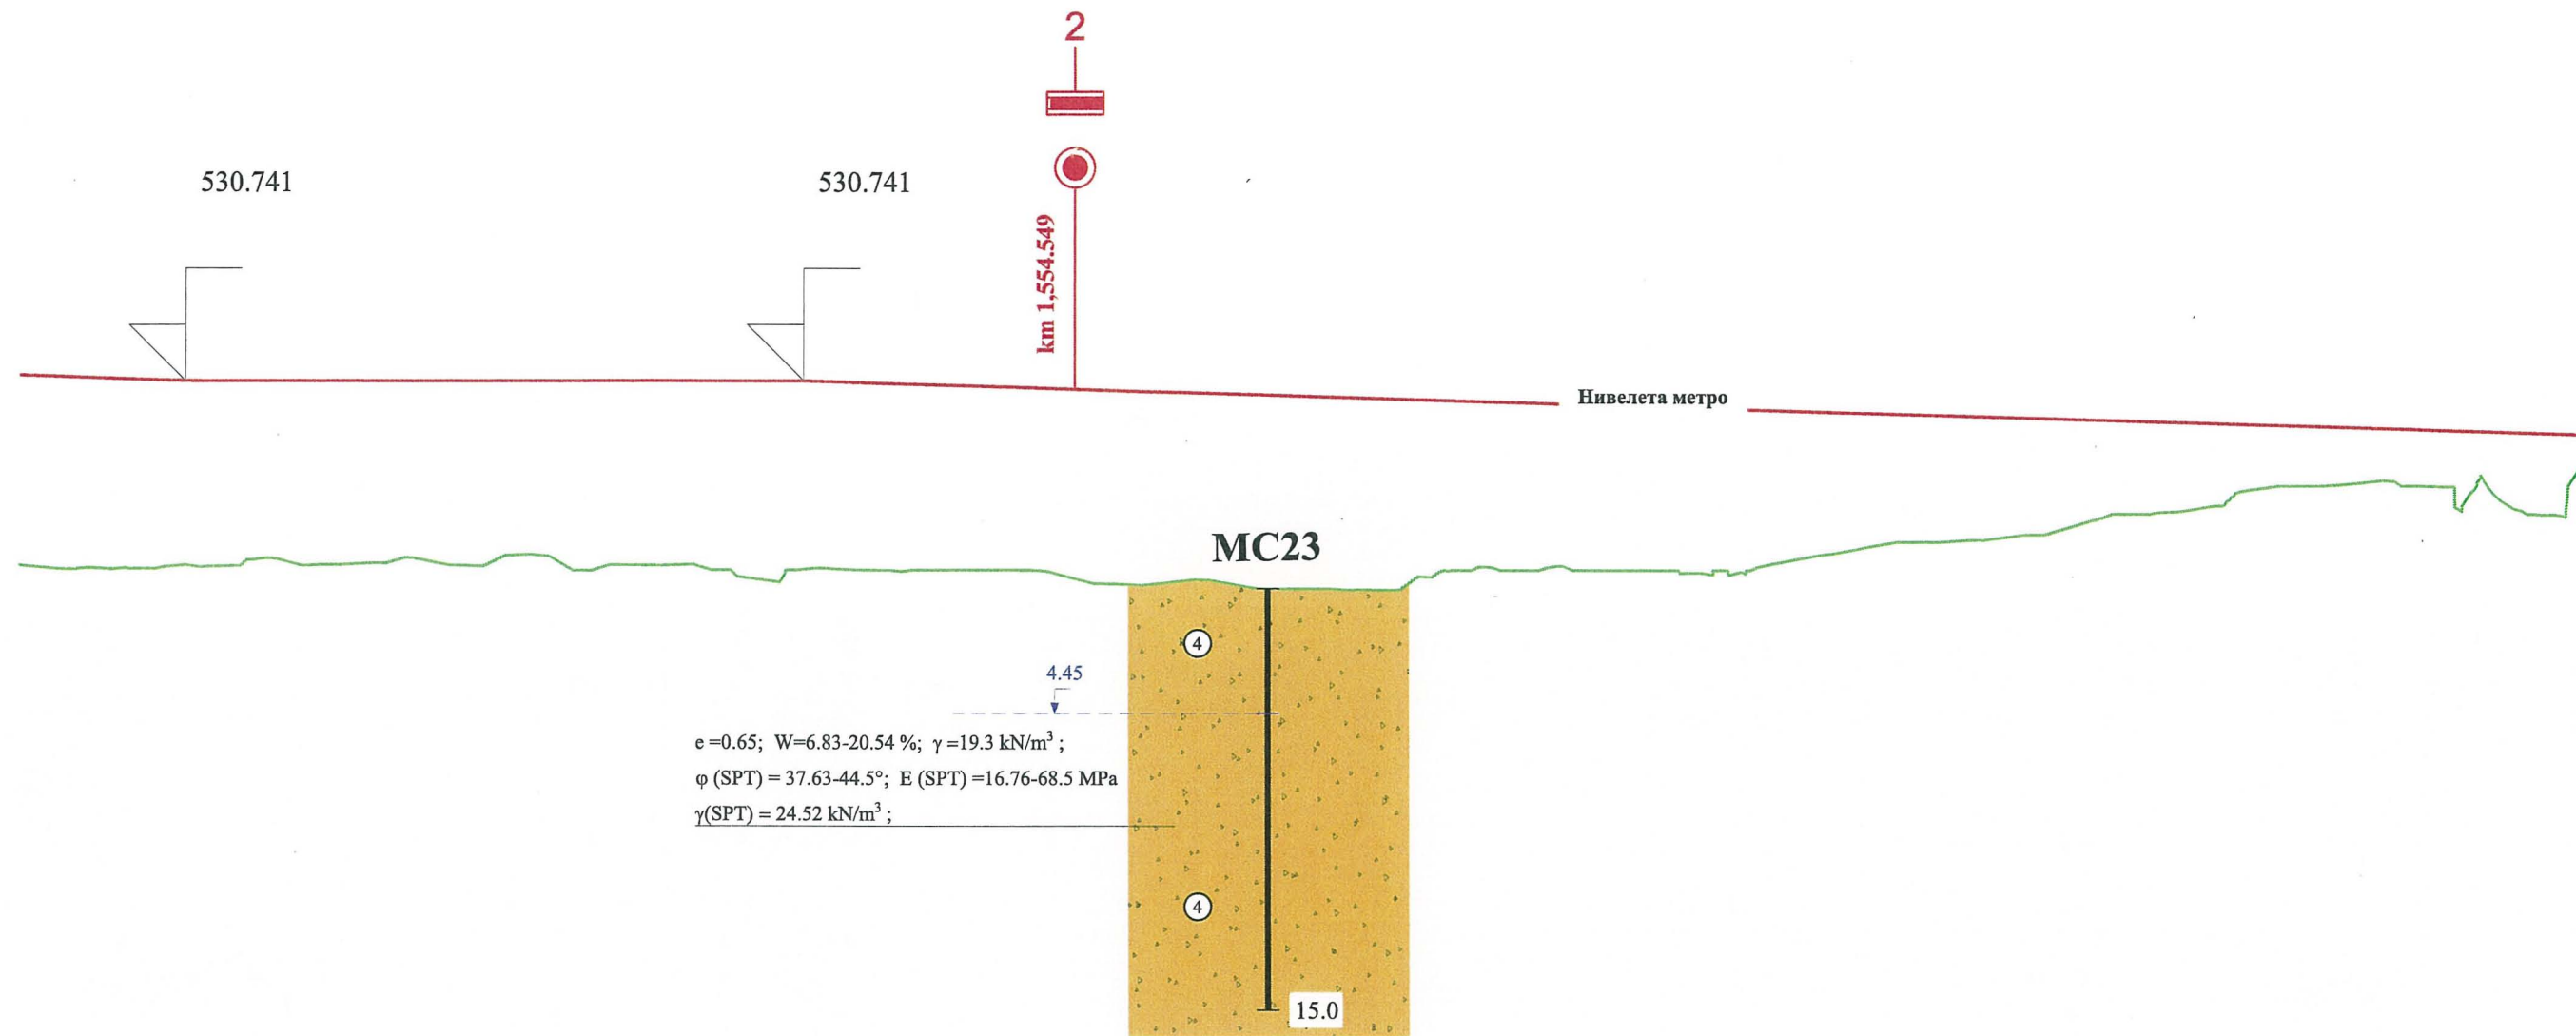 2
530.741
530.741
km 1,554.549
Нивелета метро
МС23
4
4.45
e =0.65; W=6.83-20.54 %; γ =19.3 kN/m³ ;
φ (SPT) = 37.63-44.5°; E (SPT) =16.76-68.5 MPa
γ(SPT) = 24.52 kN/m³ ;
4
15.0